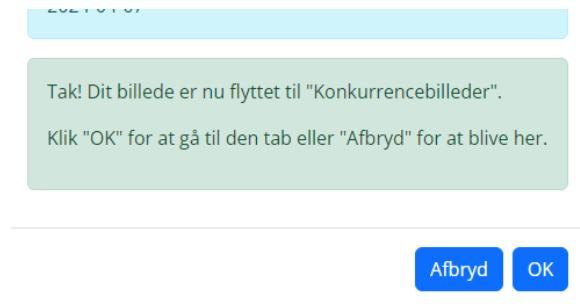 Tak! Dit billede er nu flyttet til "Konkurrencebilleder".
Klik "OK" for at gå til den tab eller "Afbryd" for at blive her.
Afbryd OK